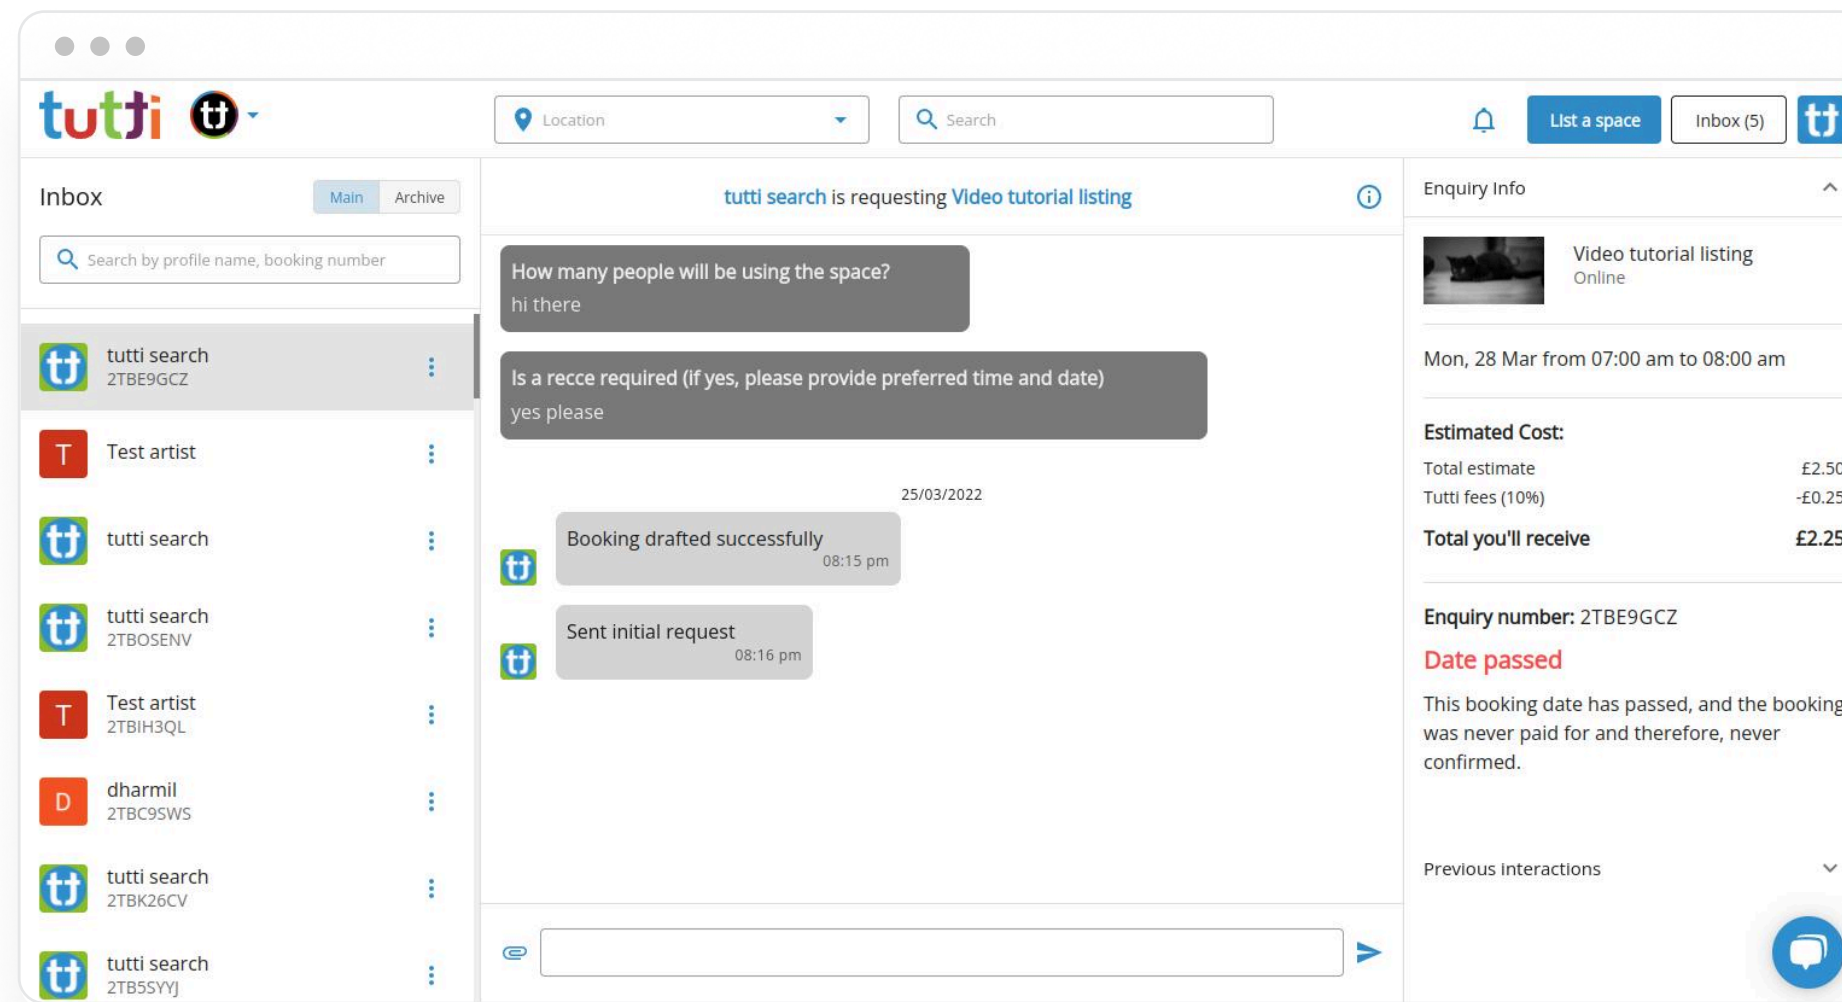 tutti
Location
Search
List a space
Inbox (5)
Inbox
Main
Archive
Search by profile name, booking number
tutti search
2TBE9GCZ
Test artist
tutti search
tutti search
2TBOSENV
T
Test artist
2TBIH3QL
D
dharmil
2TBC9SWS
tutti search
2TBK26CV
tutti search
2TB5SYYJ
tutti search is requesting Video tutorial listing
How many people will be using the space?
hi there
Is a recce required (if yes, please provide preferred time and date)
yes please
25/03/2022
Booking drafted successfully
08:15 pm
Sent initial request
08:16 pm
Enquiry Info
Video tutorial listing
Online
Mon, 28 Mar from 07:00 am to 08:00 am
Estimated Cost:
Total estimate £2.50
Tutti fees (10%) -£0.25
Total you'll receive £2.25
Enquiry number: 2TBE9GCZ
Date passed
This booking date has passed, and the booking
was never paid for and therefore, never
confirmed.
Previous interactions